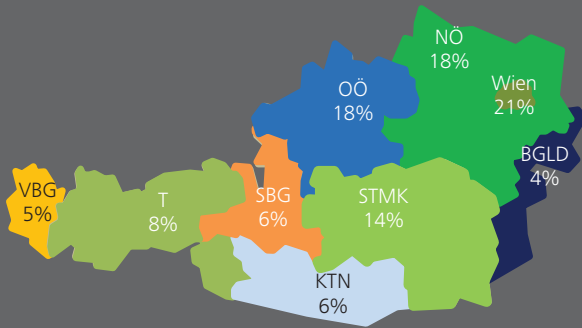 NÖ
18%
Wien
21%
OÖ
18%
BGLD
4%
VBG
5%
T
8%
SBG
6%
STMK
14%
KTN
6%